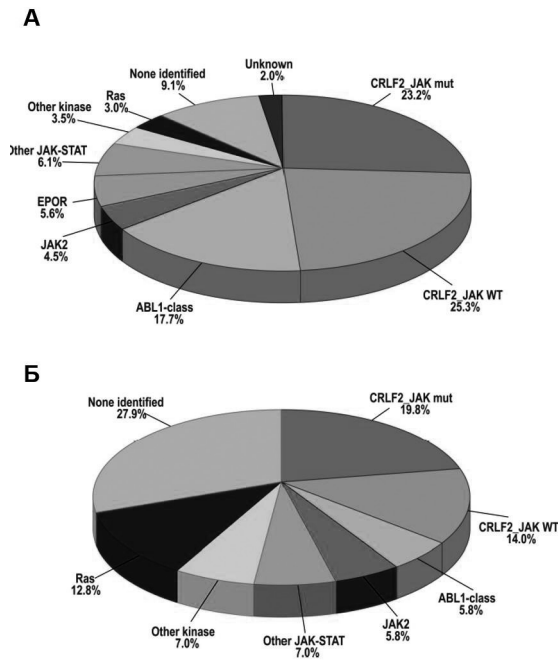 А
Unknown
2.0%
CRLF2_JAK mut
23.2%
None identified
9.1%
Ras
3.0%
Other kinase
3.5%
Other JAK-STAT
6.1%
EPOR
5.6%
JAK2
4.5%
ABL1-class
17.7%
CRLF2_JAK WT
25.3%
Б
None identified
27.9%
CRLF2_JAK mut
19.8%
CRLF2_JAK WT
14.0%
ABL1-class
5.8%
JAK2
5.8%
Other JAK-STAT
7.0%
Other kinase
7.0%
Ras
12.8%